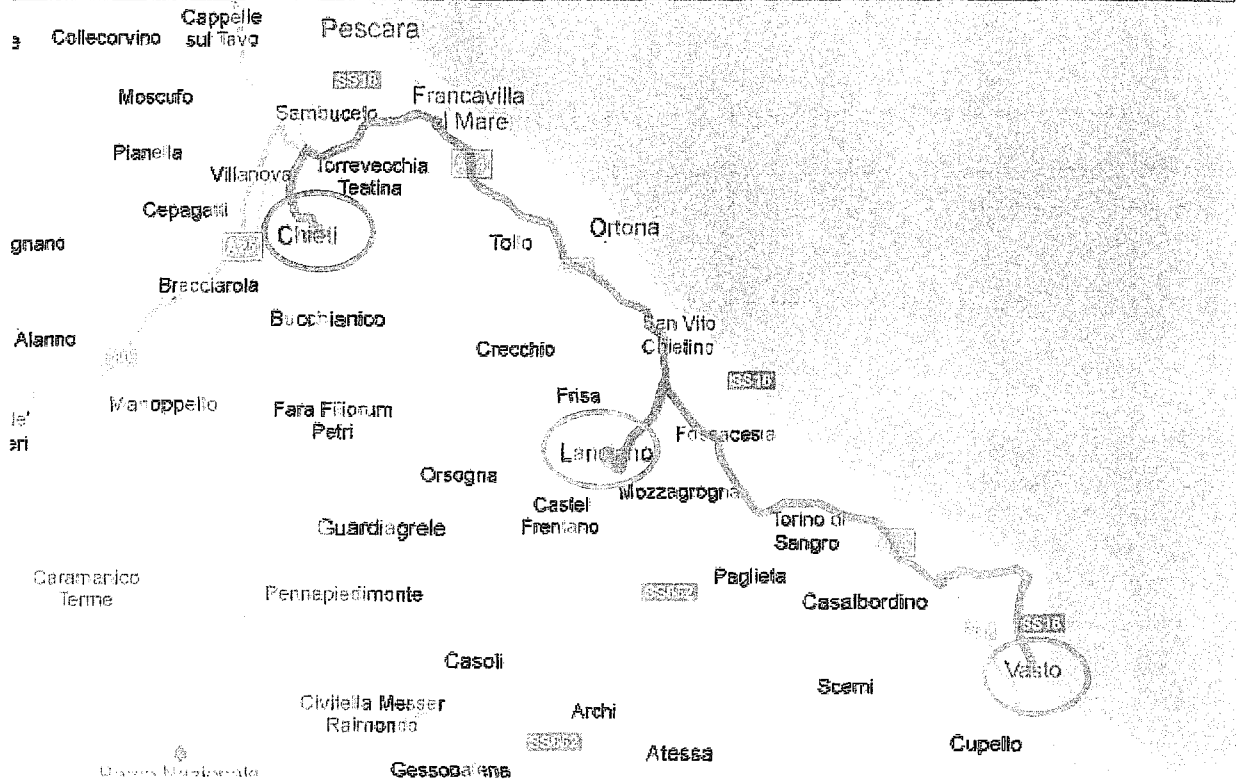 Cappelle
sul Tavo
Pescara
Collecorvino
SS16
Moscufo
Francavilla
al Mare
Sambuceto
Pianella
Villanova
Torrevecchia
Teatina
Cepagatti
Chieti
Ortona
Tollo
gnano
Bracciarola
Bucchianico
San Vito
Chietino
Alanno
Crecchio
SS16
Manoppello
Fara Filiorum
Petri
Frisa
Fossacesia
Lanciano
Orsogna
Mozzagrogna
Castel
Frentano
Guardiagrele
Torino di
Sangro
Paglieta
Caramanico
Terme
Pennapiedimonte
Casalbordino
SS16
Vasto
Casoli
Scerni
Civitella Messer
Raimondo
Archi
Cupello
Atessa
Gessopalena